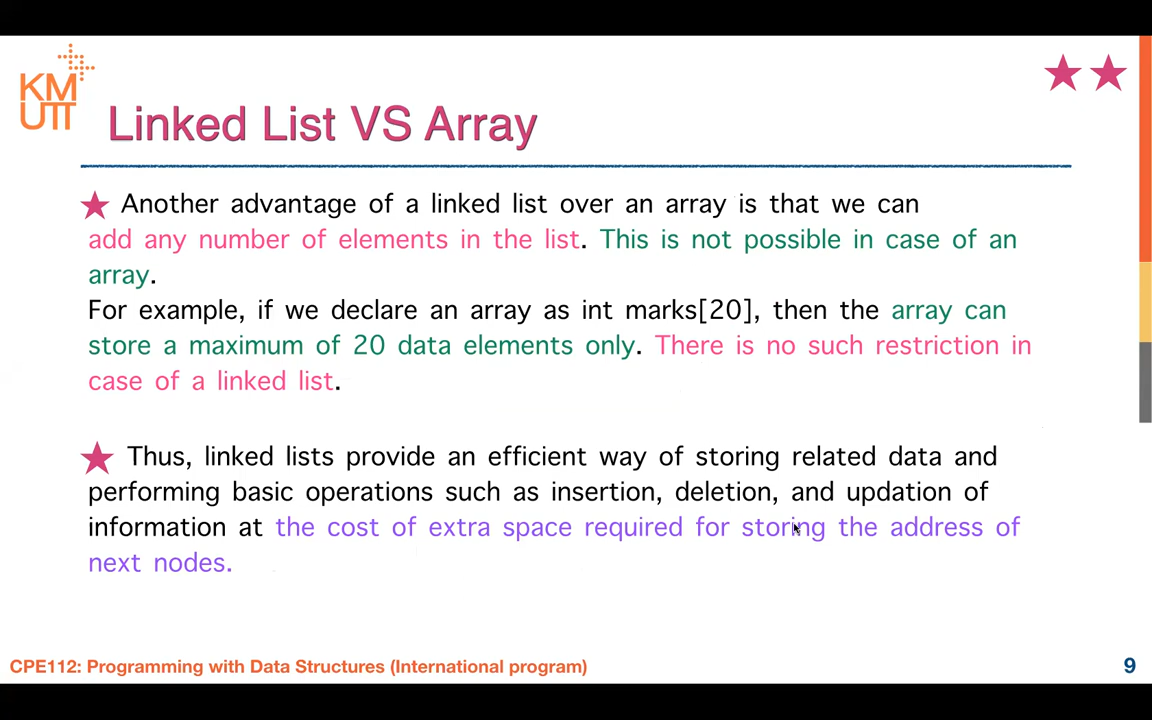 KM
UTT
Linked List VS Array
Another advantage of a linked list over an array is that we can
add any number of elements in the list. This is not possible in case of an
array.
For example, if we declare an array as int marks[20], then the array can
store a maximum of 20 data elements only. There is no such restriction in
case of a linked list.
Thus, linked lists provide an efficient way of storing related data and
performing basic operations such as insertion, deletion, and updation of
information at the cost of extra space required for storing the address of
next nodes.
CPE112: Programming with Data Structures (International program)
9